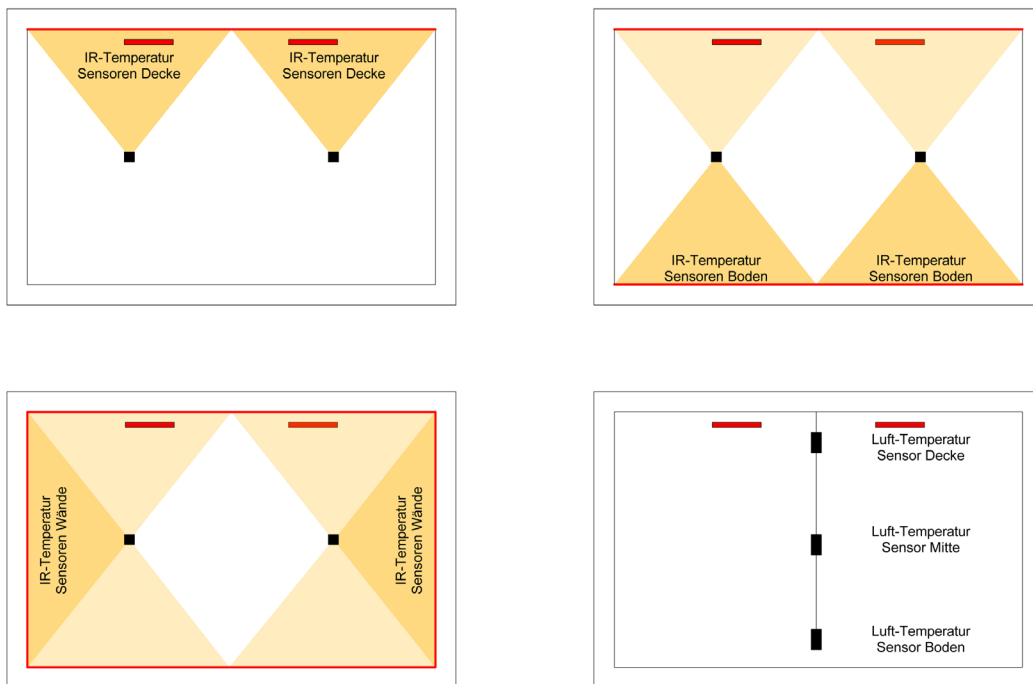 IR-Temperatur
Sensoren Decke
IR-Temperatur
Sensoren Decke
IR-Temperatur
Sensoren Boden
IR-Temperatur
Sensoren Boden
IR-Temperatur
Sensoren Wände
IR-Temperatur
Sensoren Wände
Luft-Temperatur
Sensor Decke
Luft-Temperatur
Sensor Mitte
Luft-Temperatur
Sensor Boden